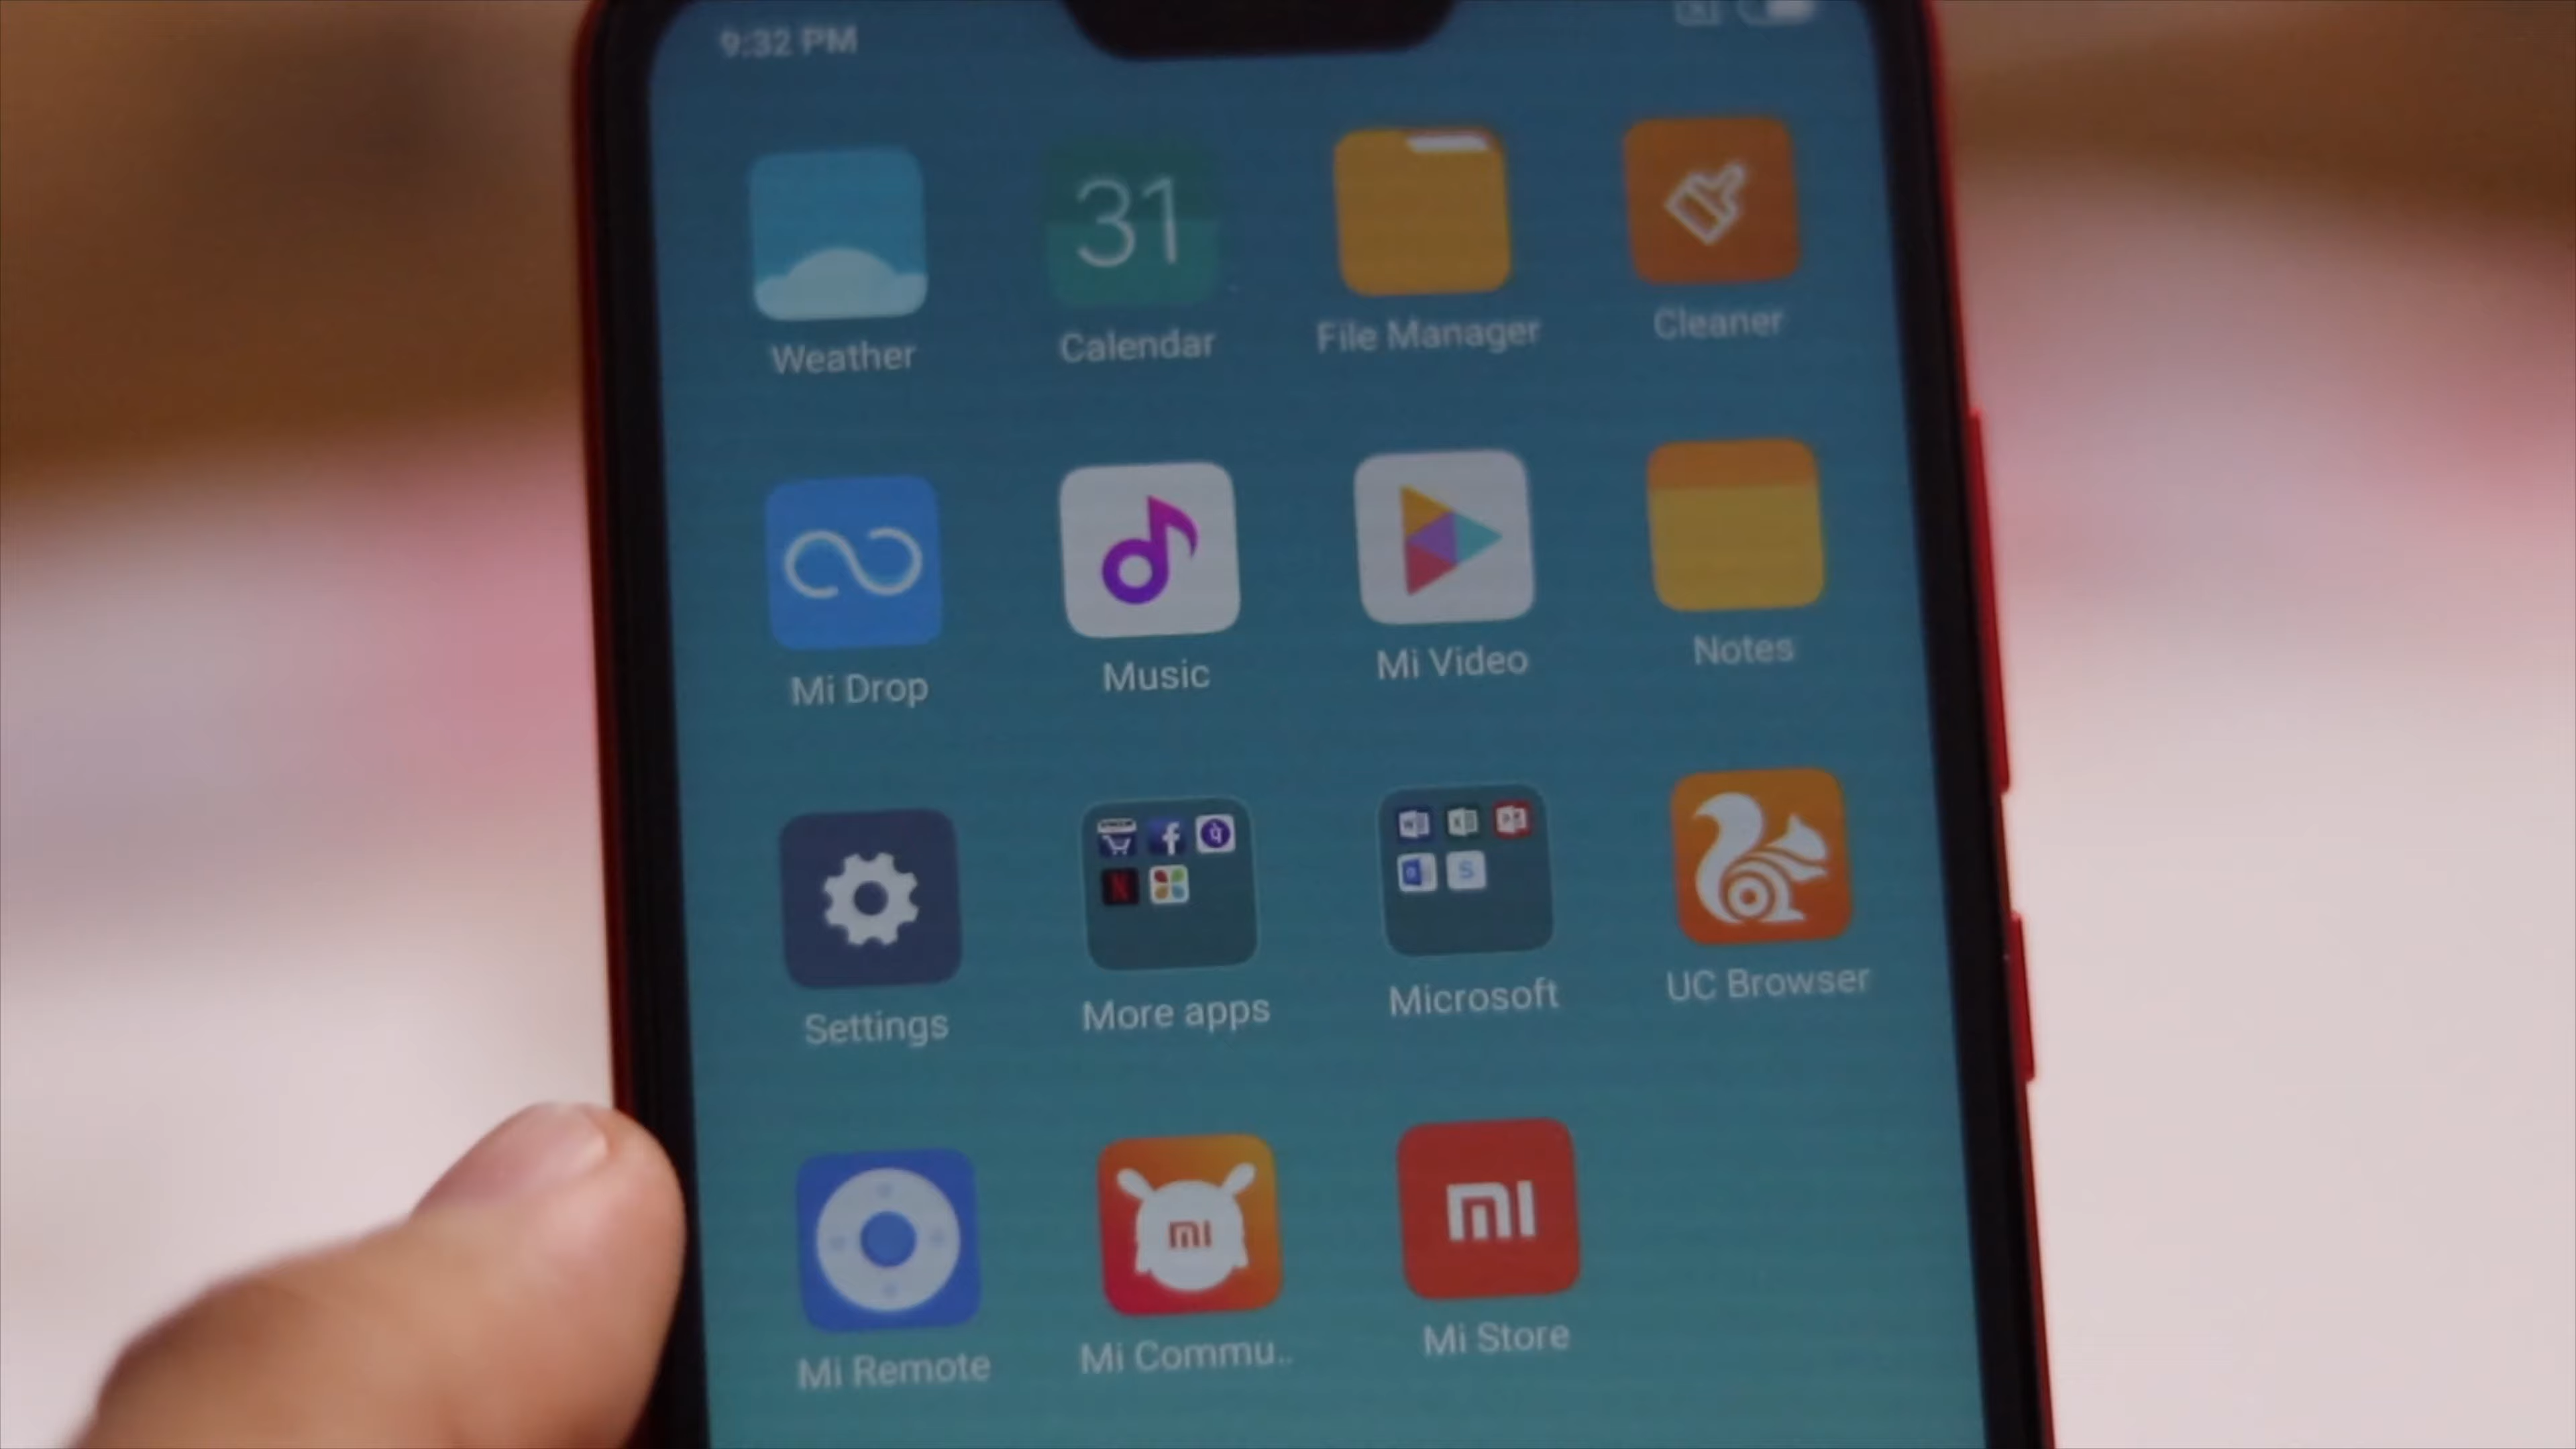 9:32 PM
31
Weather
Calendar
File Manager
Cleaner
Mi Drop
Music
Mi Video
Notes
Settings
More apps
Microsoft
UC Browser
mi
mi
Mi Remote
Mi Commu..
Mi Store